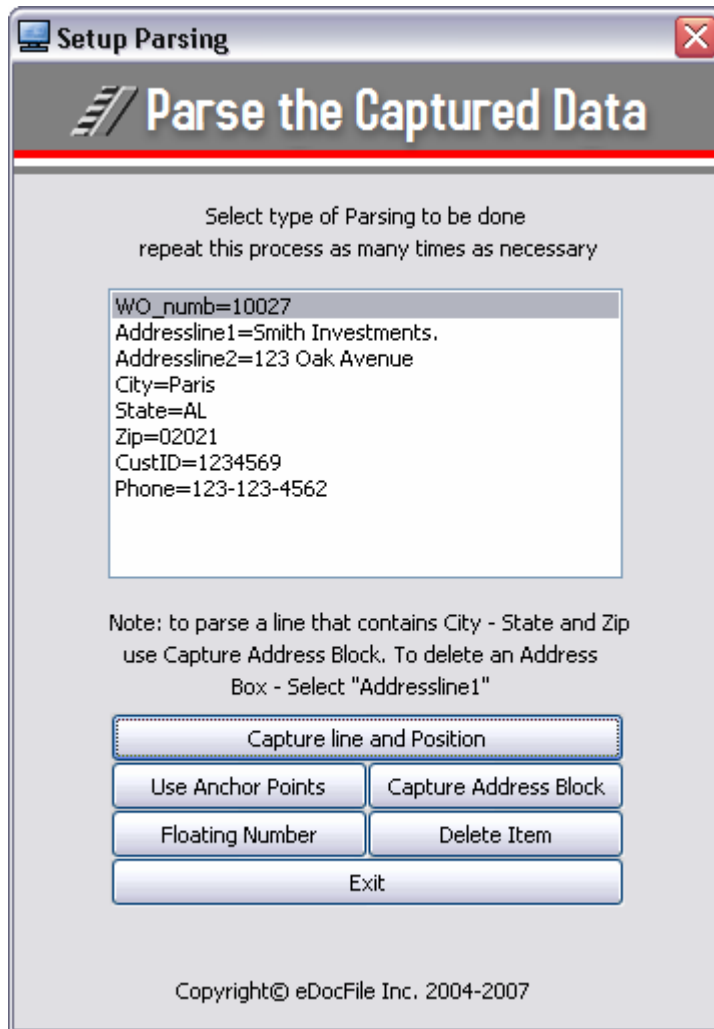 Setup Parsing
Parse the Captured Data
Select type of Parsing to be done
repeat this process as many times as necessary
WO_numb=10027
Addressline1=Smith Investments.
Addressline2=123 Oak Avenue
City=Paris
State=AL
Zip=02021
CustID=1234569
Phone=123-123-4562
Note: to parse a line that contains City - State and Zip
use Capture Address Block. To delete an Address
Box - Select "Addressline1"
Capture line and Position
Use Anchor Points
Capture Address Block
Floating Number
Delete Item
Exit
Copyright© eDocFile Inc. 2004-2007